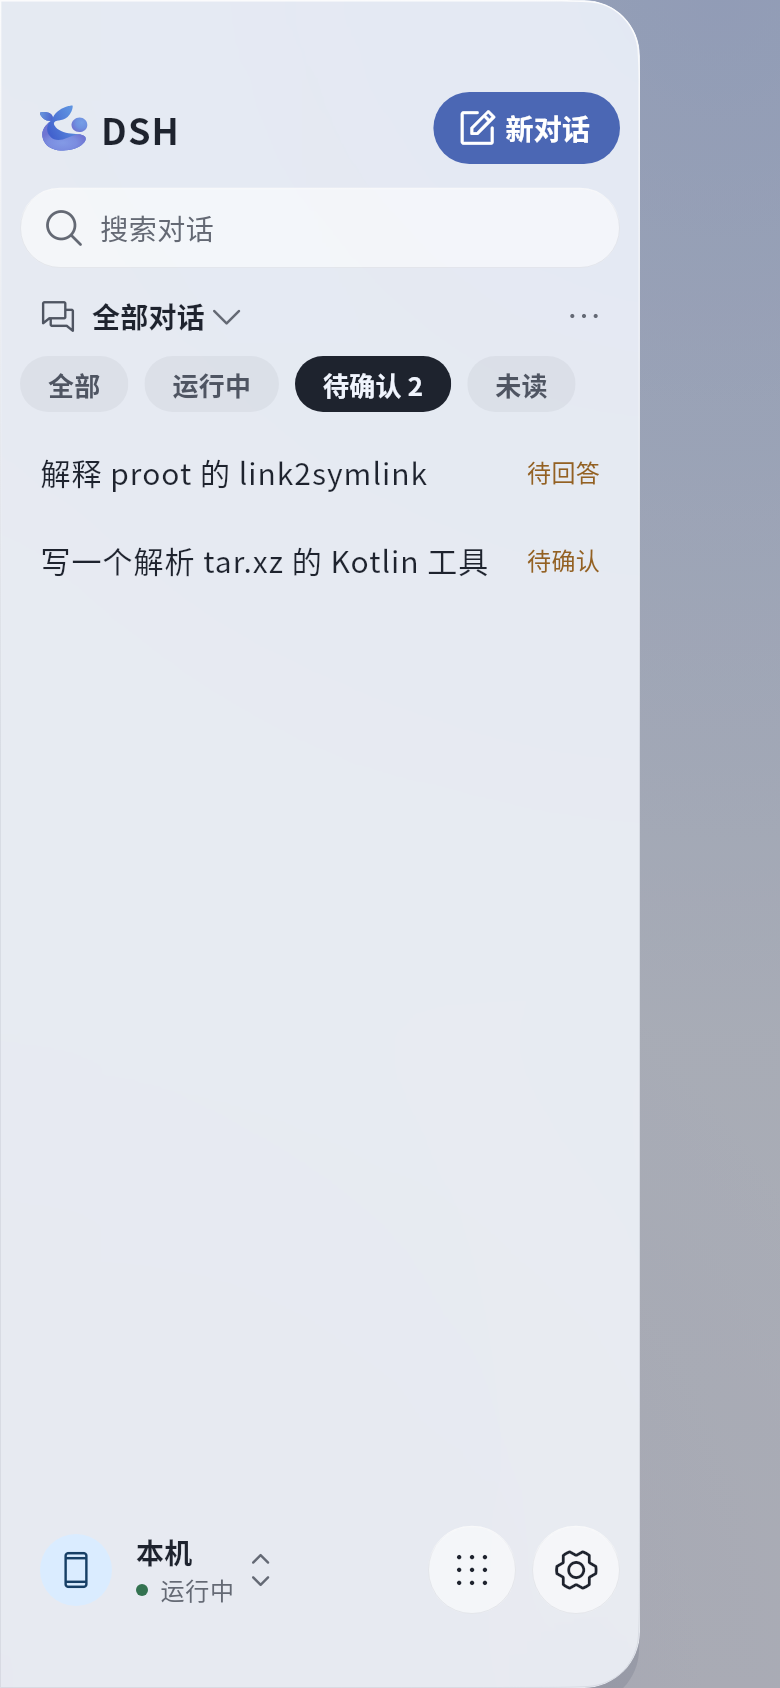 DSH
新对话
搜索对话
全部对话
全部 运行中 待确认 2 未读
解释 proot 的 link2symlink 待回答
写一个解析 tar.xz 的 Kotlin 工具 待确认
本机
运行中